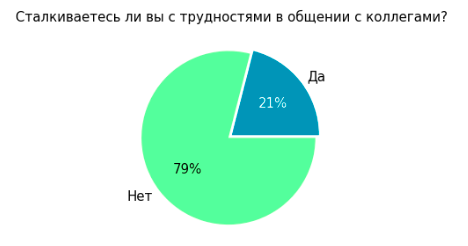 Сталкиваетесь ли вы с трудностями в общении с коллегами?
Да
21%
79%
Нет